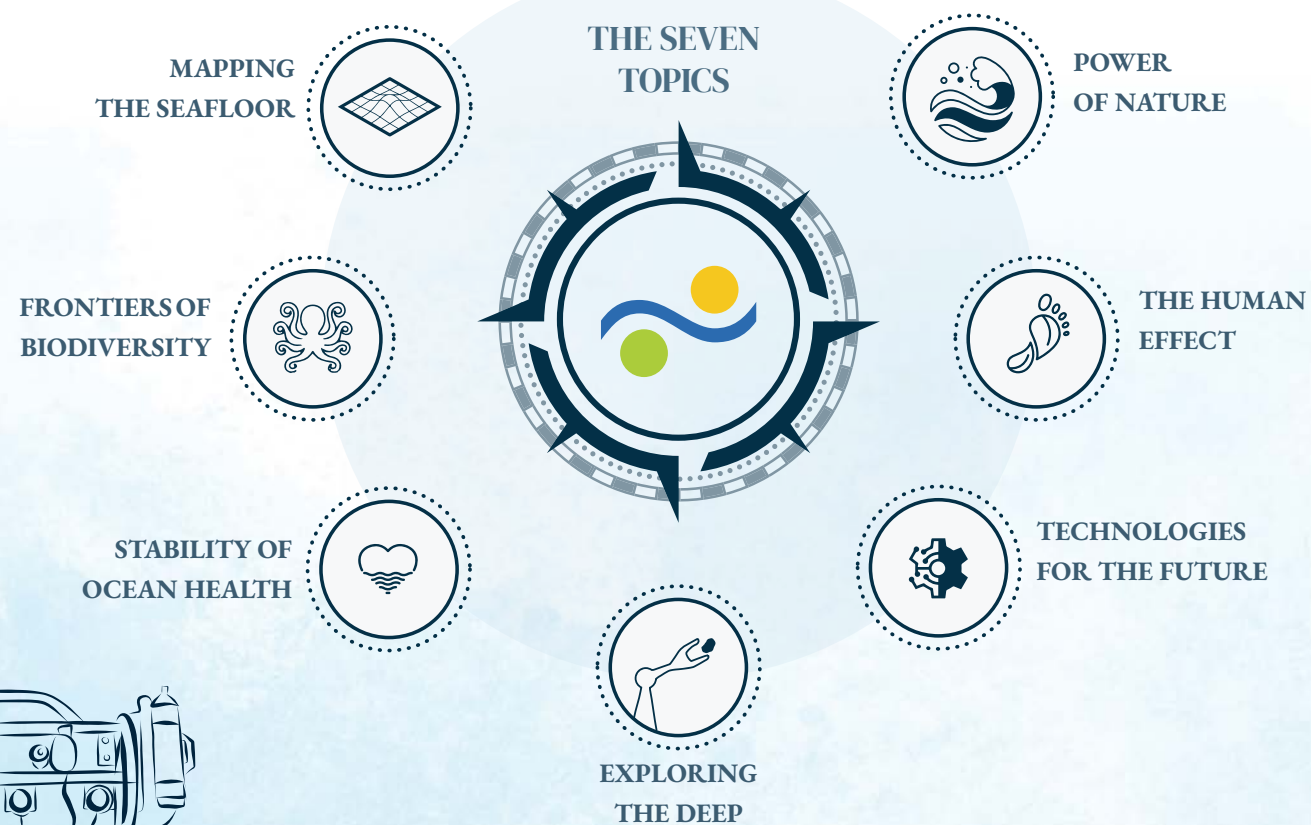 THE SEVEN
TOPICS
MAPPING
THE SEAFLOOR
POWER
OF NATURE
FRONTIERS OF
BIODIVERSITY
THE HUMAN
EFFECT
STABILITY OF
OCEAN HEALTH
TECHNOLOGIES
FOR THE FUTURE
EXPLORING
THE DEEP